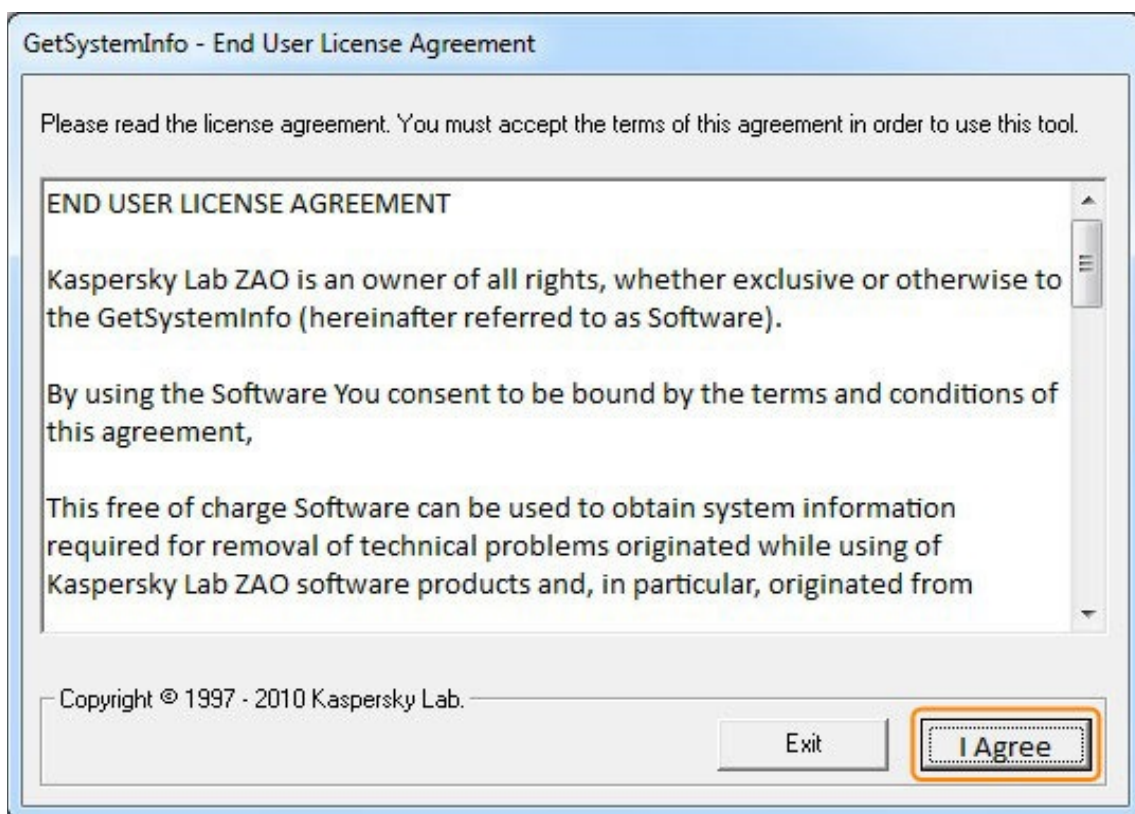 GetSystemInfo - End User License Agreement
Please read the license agreement. You must accept the terms of this agreement in order to use this tool.
END USER LICENSE AGREEMENT
Kaspersky Lab ZAO is an owner of all rights, whether exclusive or otherwise to
the GetSystemInfo (hereinafter referred to as Software).
By using the Software You consent to be bound by the terms and conditions of
this agreement,
This free of charge Software can be used to obtain system information
required for removal of technical problems originated while using of
Kaspersky Lab ZAO software products and, in particular, originated from
Copyright © 1997 - 2010 Kaspersky Lab.
Exit
I Agree